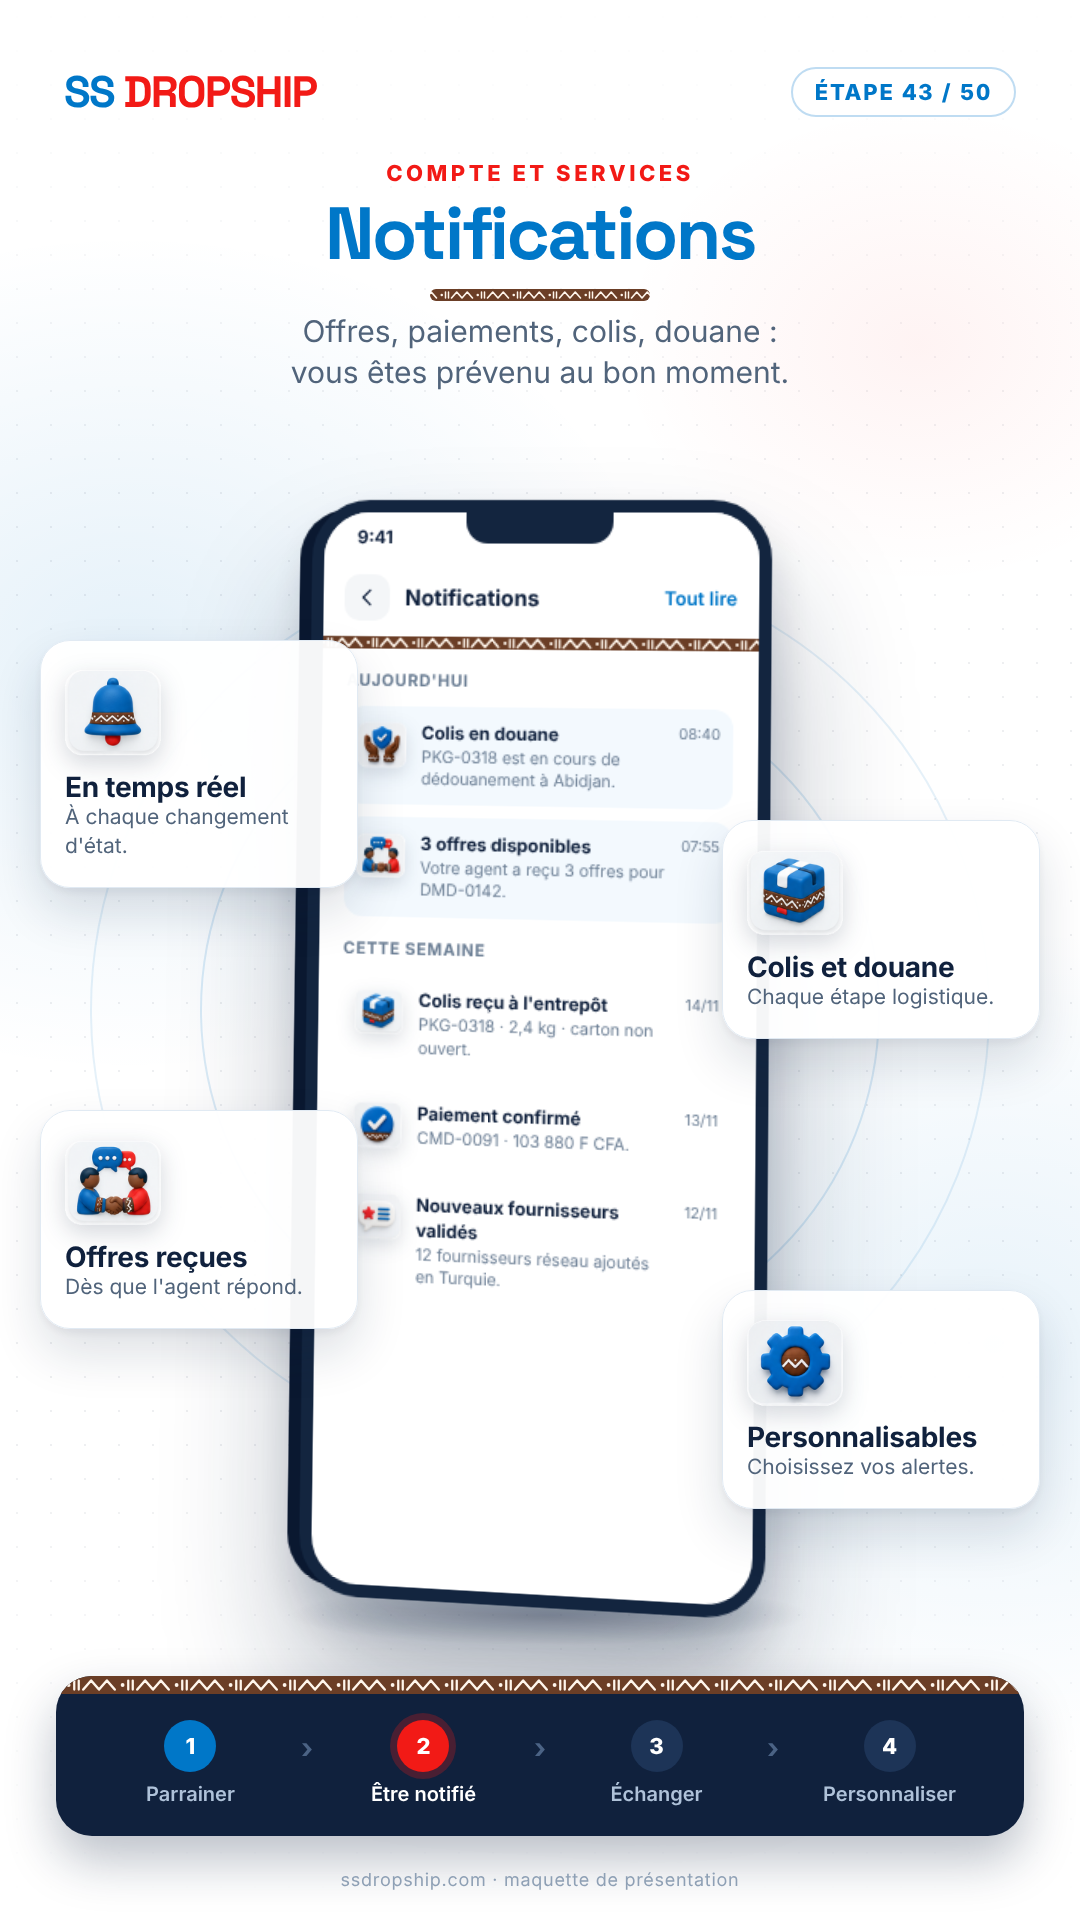 SS DROPSHIP
ÉTAPE 43 / 50
COMPTE ET SERVICES
Notifications
Offres, paiements, colis, douane :
vous êtes prévenu au bon moment.
9:41
Notifications
Tout lire
UJOURD'HUI
Colis en douane
08:40
PKG-0318 est en cours de
dédouanement à Abidjan.
3 offres disponibles
07:55
Votre agent a reçu 3 offres pour
DMD-0142.
CETTE SEMAINE
Colis reçu à l'entrepôt
14/11
PKG-0318 · 2,4 kg · carton non
ouvert.
Paiement confirmé
13/11
CMD-0091 · 103 880 F CFA.
Nouveaux fournisseurs
validés
12/11
12 fournisseurs réseau ajoutés
en Turquie.
En temps réel
À chaque changement
d'état.
Colis et douane
Chaque étape logistique.
Offres reçues
Dès que l'agent répond.
Personnalisables
Choisissez vos alertes.
1 › 2 › 3 › 4
Parrainer Être notifié Échanger Personnaliser
ssdropship.com · maquette de présentation